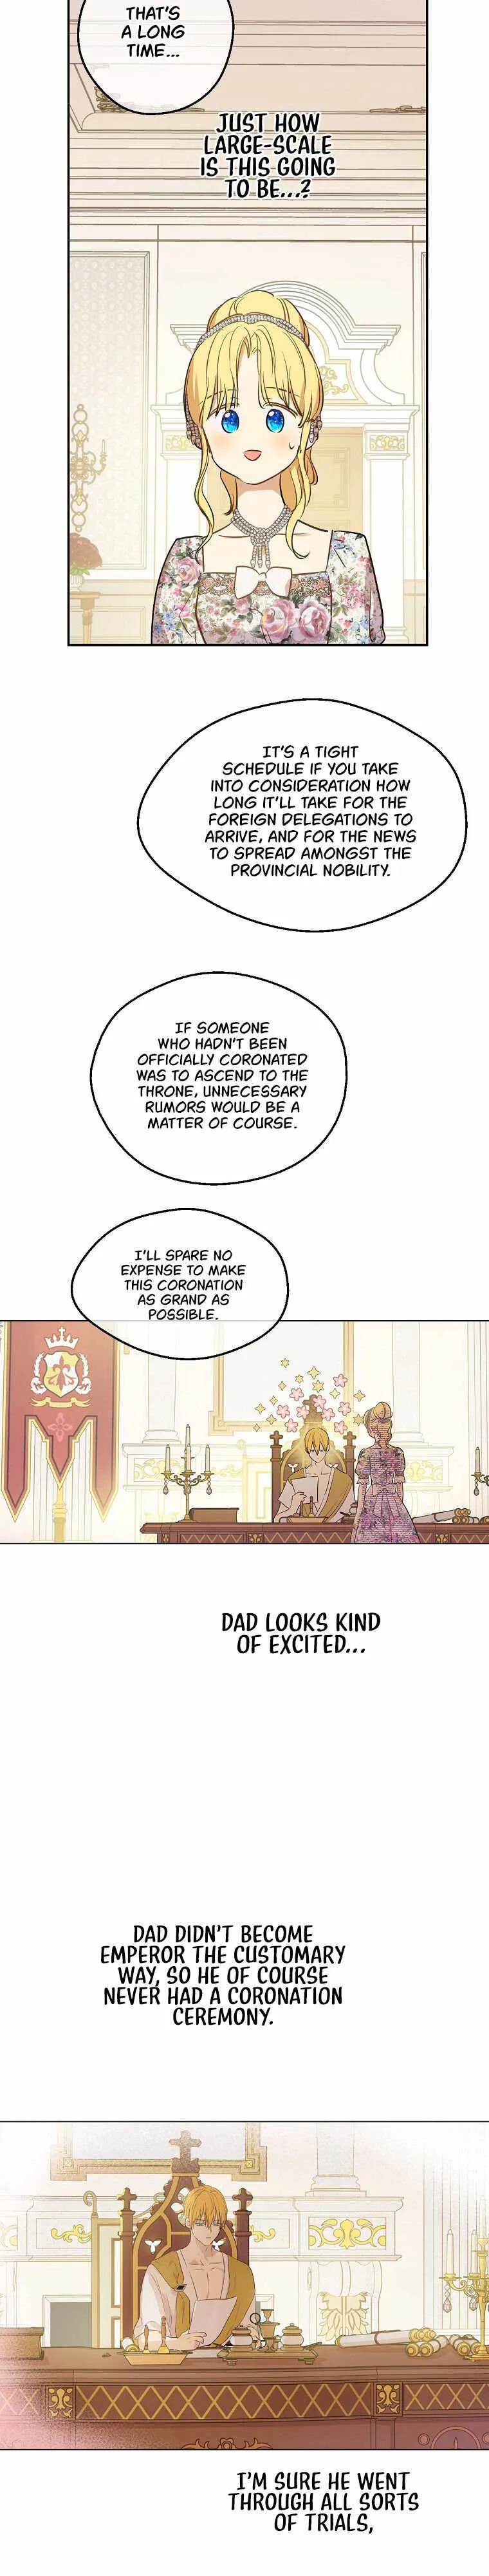 THAT'S
A LONG
TIME...
JUST HOW
LARGE-SCALE
IS THIS GOING
TO BE...?
IT'S A TIGHT
SCHEDULE IF YOU TAKE
INTO CONSIDERATION HOW
LONG IT'LL TAKE FOR THE
FOREIGN DELEGATIONS TO
ARRIVE, AND FOR THE NEWS
TO SPREAD AMONGST THE
PROVINCIAL NOBILITY.
IF SOMEONE
WHO HADN'T BEEN
OFFICIALLY CORONATED
WAS TO ASCEND TO THE
THRONE, UNNECESSARY
RUMORS WOULD BE A
MATTER OF COURSE.
I'LL SPARE NO
EXPENSE TO MAKE
THIS CORONATION
AS GRAND AS
POSSIBLE.
DAD LOOKS KIND
OF EXCITED...
DAD DIDN'T BECOME
EMPEROR THE CUSTOMARY
WAY, SO HE OF COURSE
NEVER HAD A CORONATION
CEREMONY.
I'M SURE HE WENT
THROUGH ALL SORTS
OF TRIALS,